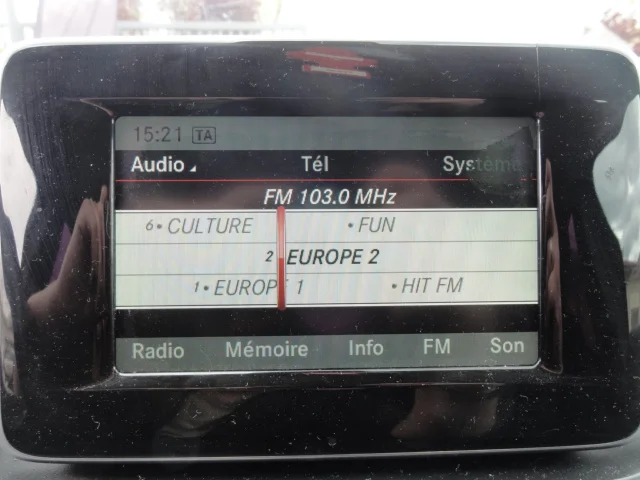 15:21 TA
Audio Tél Système
FM 103.0 MHz
6 • CULTURE • FUN
2 EUROPE 2
1 • EUROPE 1 • HIT FM
Radio Mémoire Info FM Son